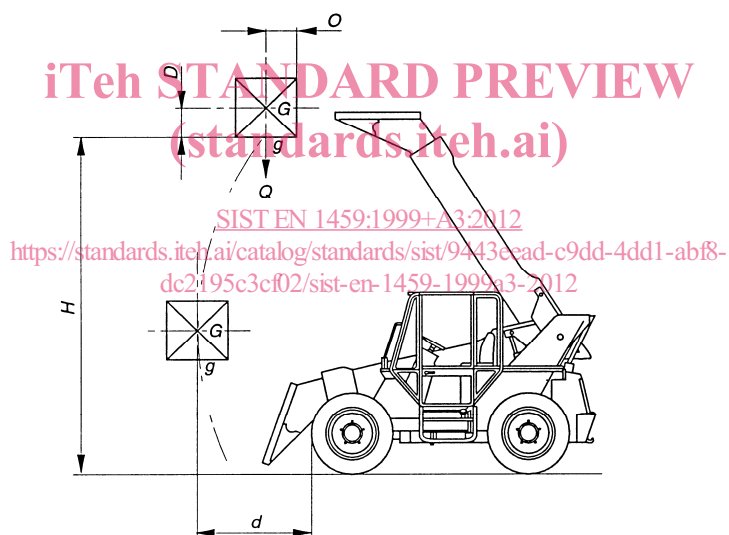 O
D
iTeh STANDARD PREVIEW
G
(standards.iteh.ai)
g
Q
SIST EN 1459:1999+A3:2012
https://standards.iteh.ai/catalog/standards/sist/9443eead-c9dd-4dd1-abf8-
dc2195c3cf02/sist-en-1459-1999a3-2012
H
G
g
d